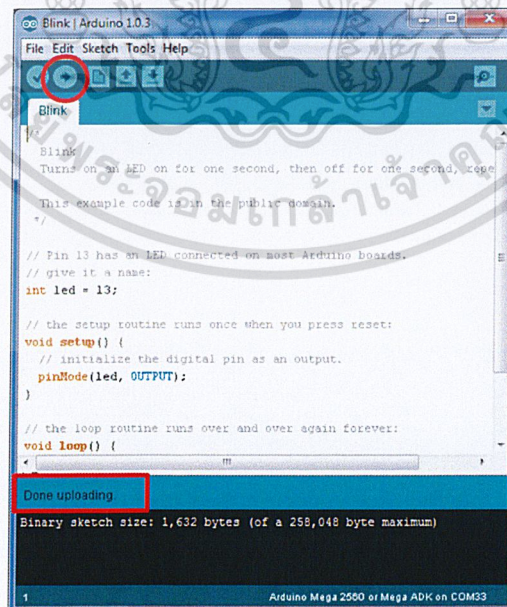 Blink | Arduino 1.0.3
File Edit Sketch Tools Help
Blink
/*
Blink
Turns on an LED on for one second, then off for one second, repe
This example code is in the public domain.
*/
// Pin 13 has an LED connected on most Arduino boards.
// give it a name:
int led = 13;
// the setup routine runs once when you press reset:
void setup() {
// initialize the digital pin as an output.
pinMode(led, OUTPUT);
}
// the loop routine runs over and over again forever:
void loop() {
Done uploading.
Binary sketch size: 1,632 bytes (of a 258,048 byte maximum)
1
Arduino Mega 2560 or Mega ADK on COM33